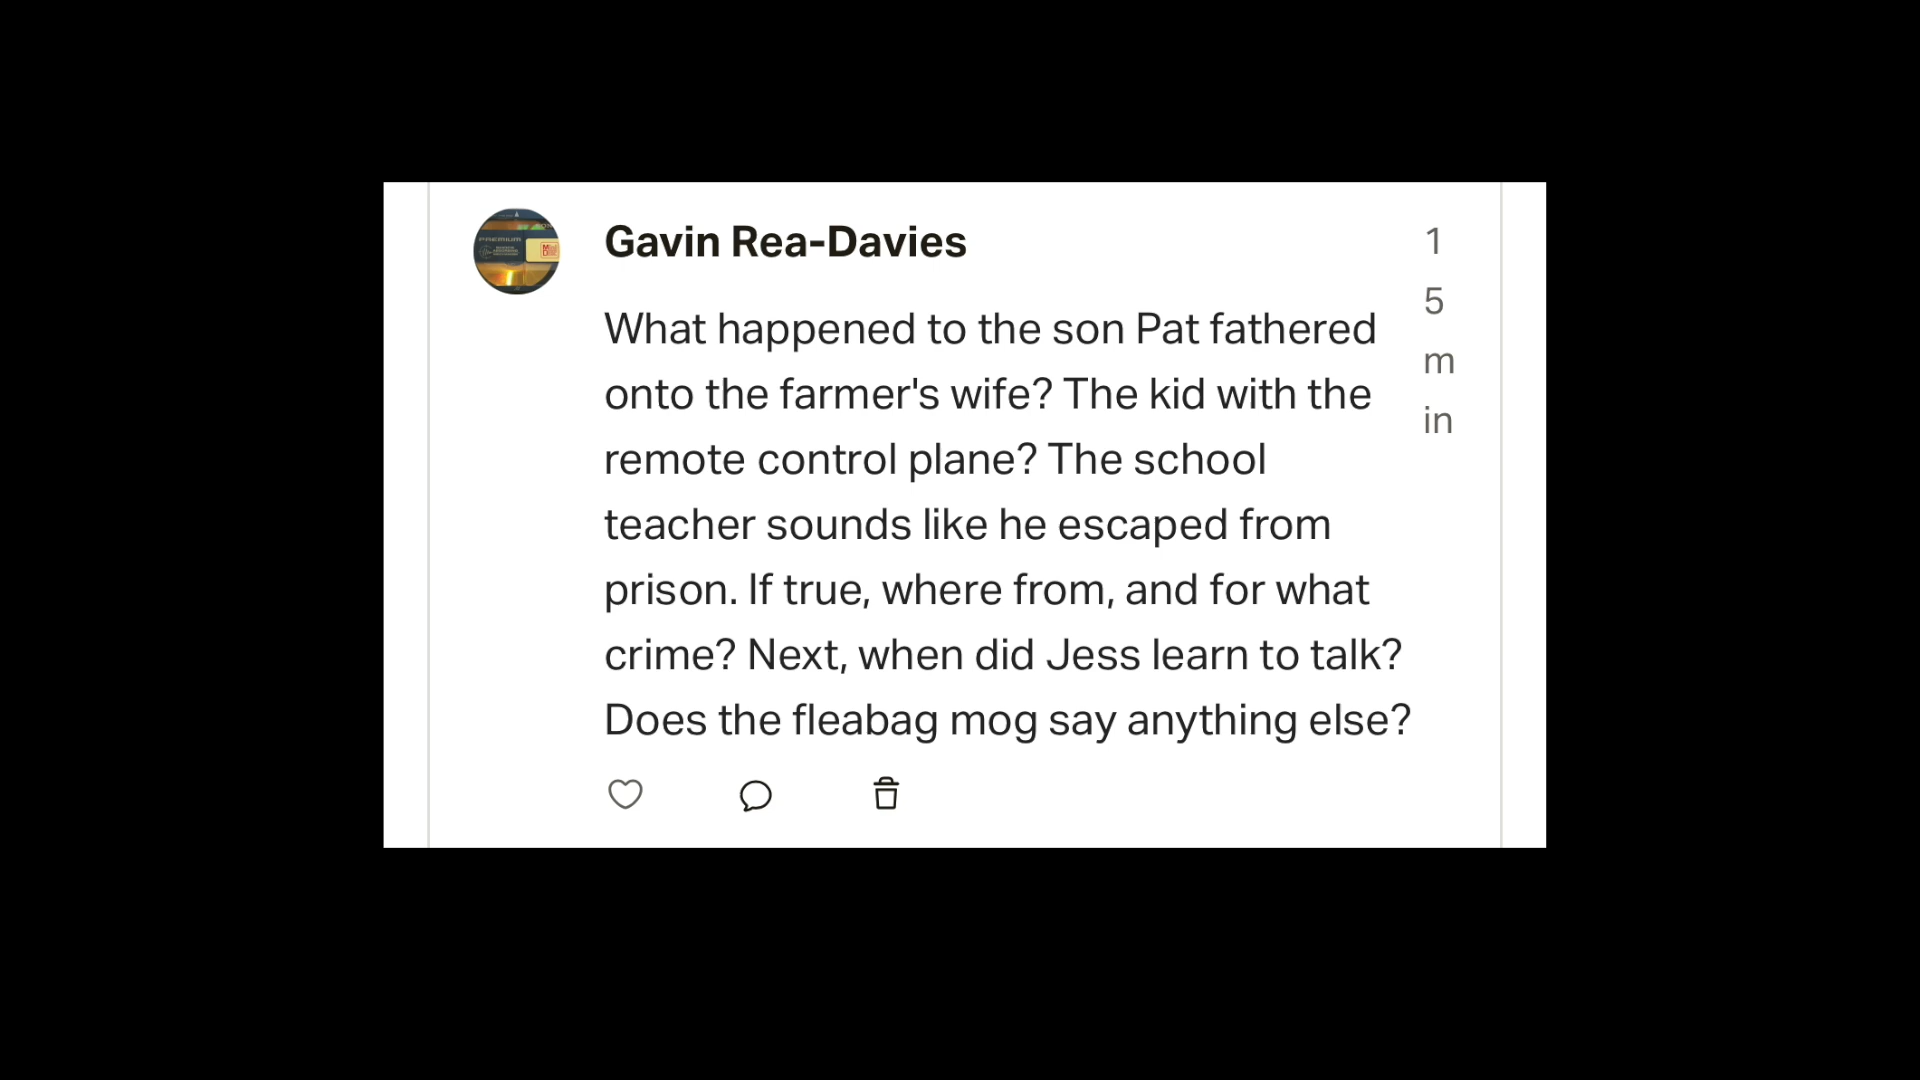 Gavin Rea-Davies
1
5
m
in
What happened to the son Pat fathered
onto the farmer's wife? The kid with the
remote control plane? The school
teacher sounds like he escaped from
prison. If true, where from, and for what
crime? Next, when did Jess learn to talk?
Does the fleabag mog say anything else?